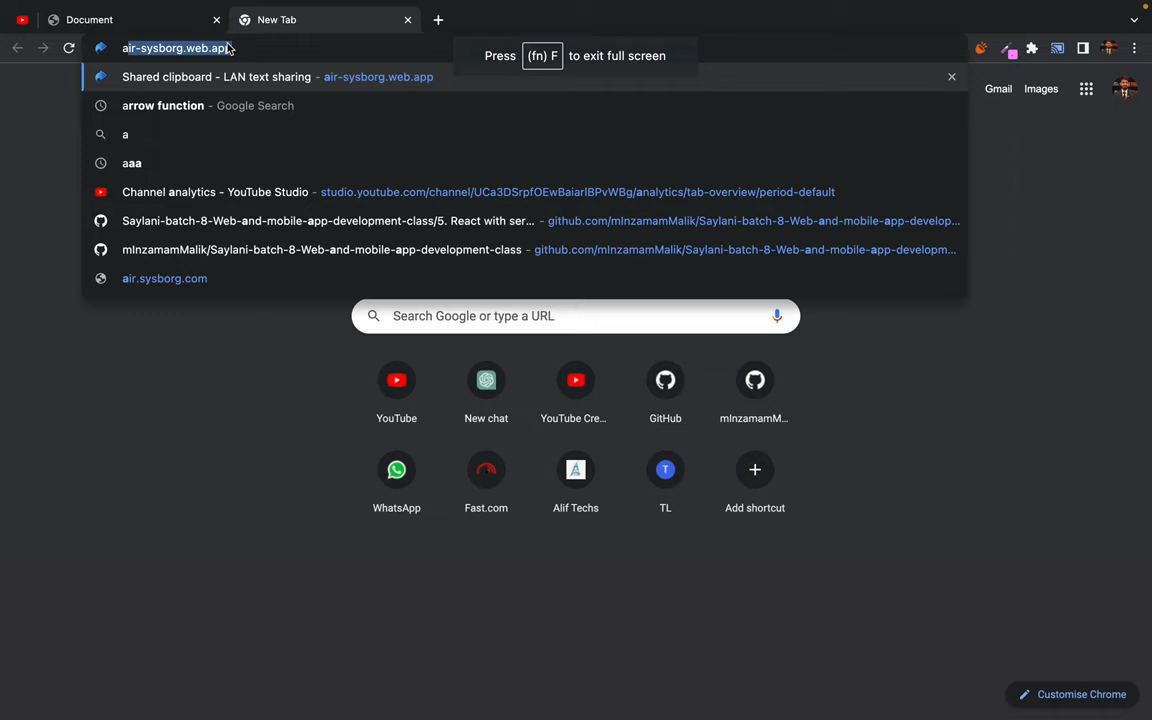 Document
New Tab
air-sysborg.web.app
Press (fn) F to exit full screen
Shared clipboard - LAN text sharing - air-sysborg.web.app
arrow function - Google Search
a
aaa
Channel analytics - YouTube Studio - studio.youtube.com/channel/UCa3DSrpfOEwBaiarlBPvWBg/analytics/tab-overview/period-default
Saylani-batch-8-Web-and-mobile-app-development-class/5. React with ser... - github.com/mInzamamMalik/Saylani-batch-8-Web-and-mobile-app-develop...
mInzamamMalik/Saylani-batch-8-Web-and-mobile-app-development-class - github.com/mInzamamMalik/Saylani-batch-8-Web-and-mobile-app-developm...
air.sysborg.com
Gmail Images
Search Google or type a URL
YouTube New chat YouTube Cre... GitHub mInzamamM...
T
WhatsApp Fast.com Alif Techs TL Add shortcut
Customise Chrome